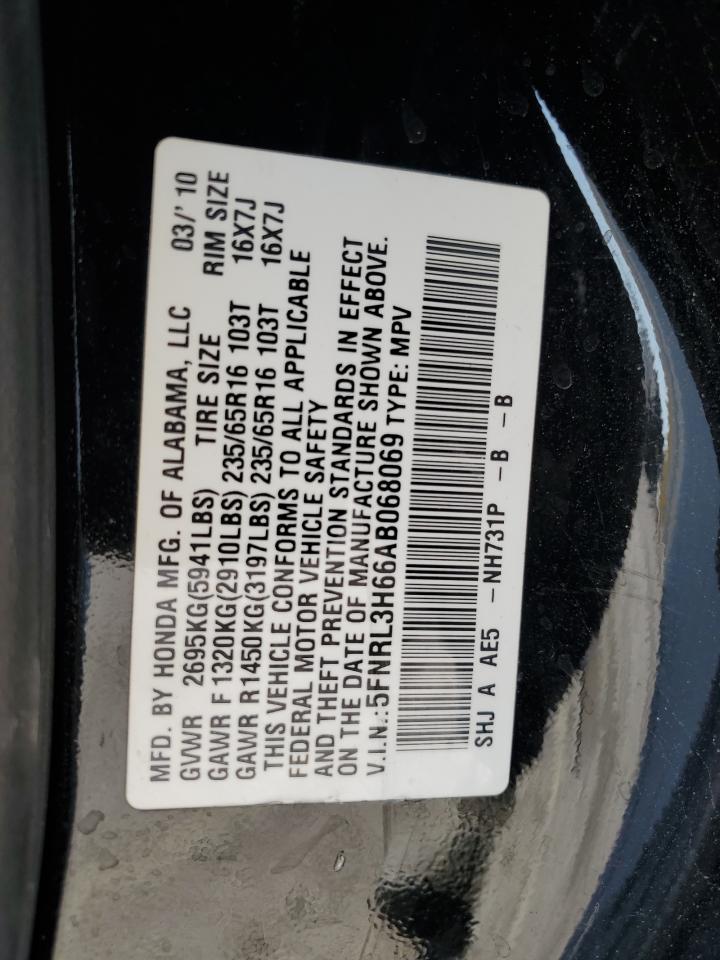 MFD. BY HONDA MFG. OF ALABAMA, LLC 03/'10
GVWR 2695KG(5941LBS) TIRE SIZE RIM SIZE
GAWR F 1320KG(2910LBS) 235/65R16 103T 16X7J
GAWR R1450KG(3197LBS) 235/65R16 103T 16X7J
THIS VEHICLE CONFORMS TO ALL APPLICABLE
FEDERAL MOTOR VEHICLE SAFETY
AND THEFT PREVENTION STANDARDS IN EFFECT
ON THE DATE OF MANUFACTURE SHOWN ABOVE.
V.I.N.:5FNRL3H66AB068069 TYPE: MPV
SHJ A AE5 -NH731P -B -B